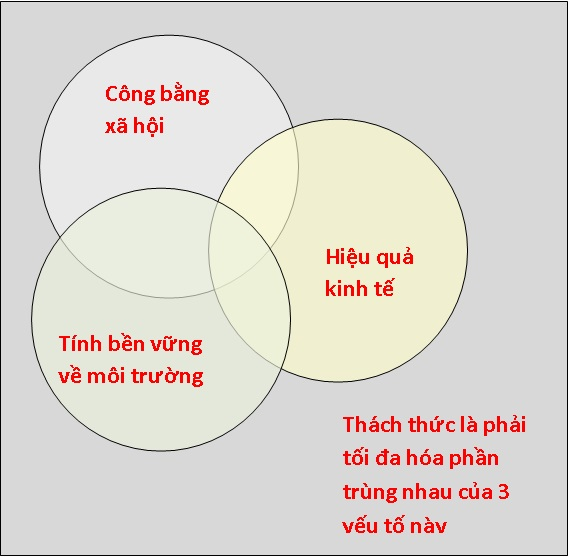 Công bằng
xã hội
Hiệu quả
kinh tế
Tính bền vững
về môi trường
Thách thức là phải
tối đa hóa phần
trùng nhau của 3
yếu tố này